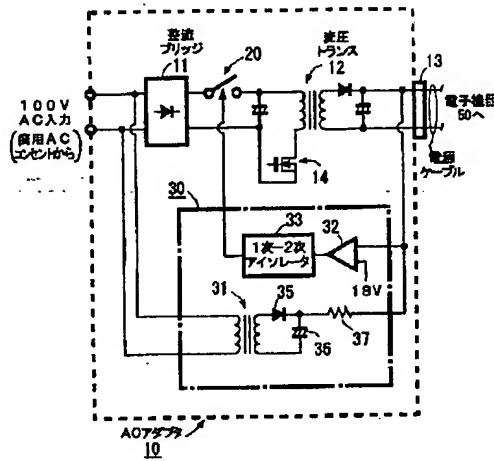 整流
ブリッジ
11
20
変圧
トランス
12
13
100V
AC入力
(商用AC
コンセントから)
電子機器
50へ
電源
ケーブル
14
30
33
1次-2次
アイソレータ
32
18V
31
35
36
37
ACアダプタ
10